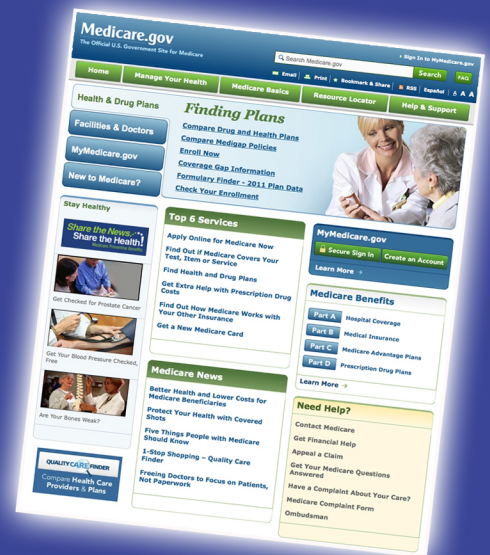 Medicare.gov
The Official U.S. Government Site for Medicare
Sign In to MyMedicare.gov
Search Medicare.gov
Search
FAQ
Email Print Bookmark & Share RSS Español A A A
Home Manage Your Health Medicare Basics Resource Locator Help & Support
Health & Drug Plans
Facilities & Doctors
MyMedicare.gov
New to Medicare?
Finding Plans
Compare Drug and Health Plans
Compare Medigap Policies
Enroll Now
Coverage Gap Information
Formulary Finder – 2011 Plan Data
Check Your Enrollment
Stay Healthy
Share the News.
Share the Health!
Medicare Preventive Benefits
Get Checked for Prostate Cancer
Get Your Blood Pressure Checked,
Free
Are Your Bones Weak?
QUALITY CARE FINDER
Compare Health Care
Providers & Plans
Top 6 Services
Apply Online for Medicare Now
Find Out if Medicare Covers Your
Test, Item or Service
Find Health and Drug Plans
Get Extra Help with Prescription Drug
Costs
Find Out How Medicare Works with
Your Other Insurance
Get a New Medicare Card
Medicare News
Better Health and Lower Costs for
Medicare Beneficiaries
Protect Your Health with Covered
Shots
Five Things People with Medicare
Should Know
1-Stop Shopping – Quality Care
Finder
Freeing Doctors to Focus on Patients,
Not Paperwork
MyMedicare.gov
Secure Sign In Create an Account
Learn More
Medicare Benefits
Part A Hospital Coverage
Part B Medical Insurance
Part C Medicare Advantage Plans
Part D Prescription Drug Plans
Learn More
Need Help?
Contact Medicare
Get Financial Help
Appeal a Claim
Get Your Medicare Questions
Answered
Have a Complaint About Your Care?
Medicare Complaint Form
Ombudsman